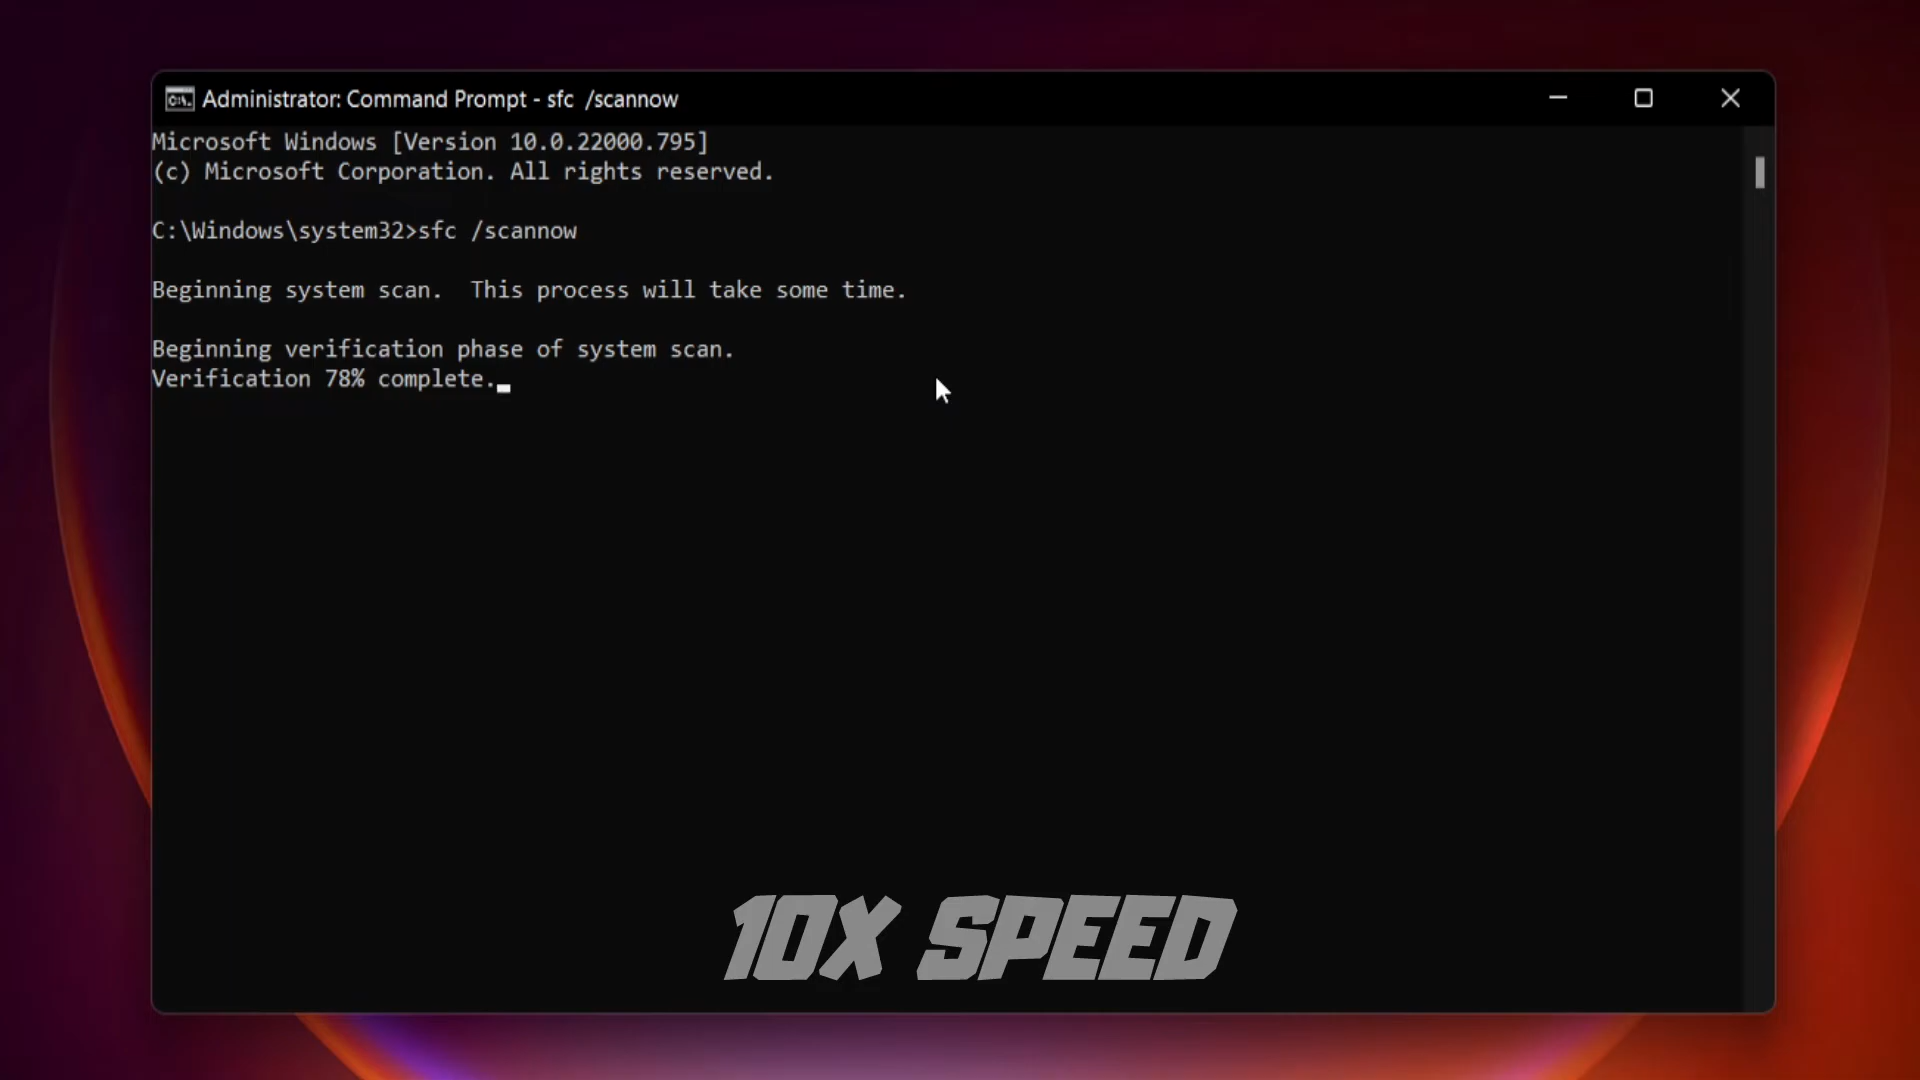 Administrator: Command Prompt - sfc  /scannow
Microsoft Windows [Version 10.0.22000.795]
(c) Microsoft Corporation. All rights reserved.
C:\Windows\system32>sfc /scannow
Beginning system scan.  This process will take some time.
Beginning verification phase of system scan.
Verification 78% complete.
10X SPEED